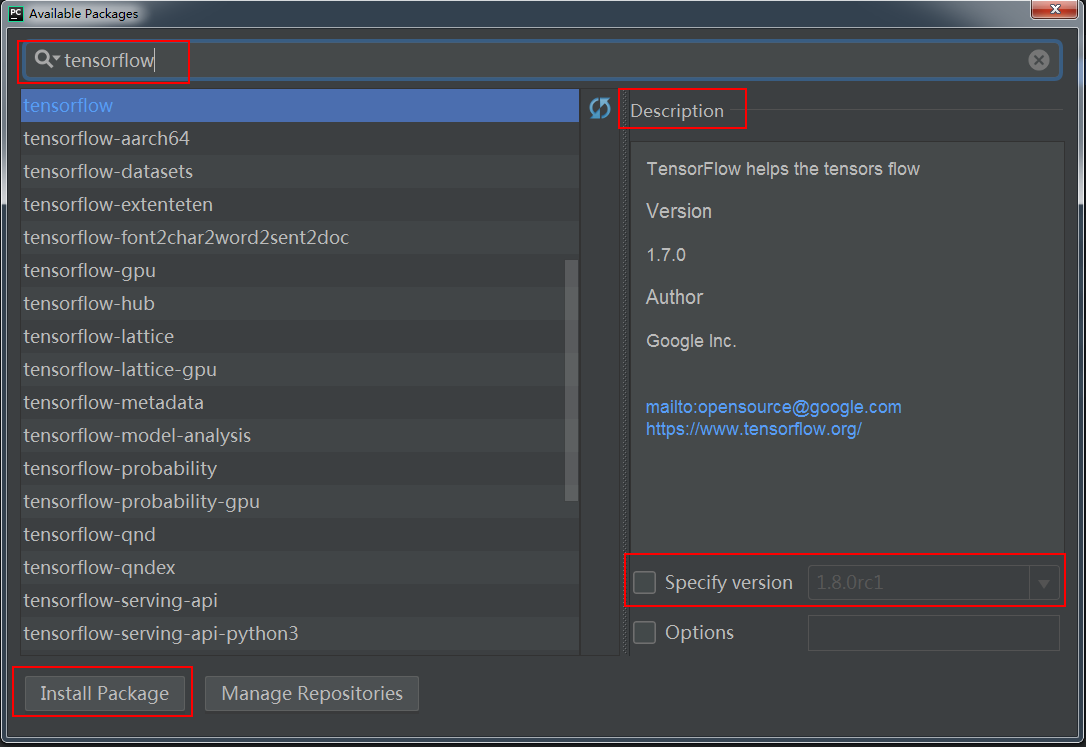 PC Available Packages
tensorflow
tensorflow
tensorflow-aarch64
tensorflow-datasets
tensorflow-extenteten
tensorflow-font2char2word2sent2doc
tensorflow-gpu
tensorflow-hub
tensorflow-lattice
tensorflow-lattice-gpu
tensorflow-metadata
tensorflow-model-analysis
tensorflow-probability
tensorflow-probability-gpu
tensorflow-qnd
tensorflow-qndex
tensorflow-serving-api
tensorflow-serving-api-python3
Description
TensorFlow helps the tensors flow
Version
1.7.0
Author
Google Inc.
mailto:opensource@google.com
https://www.tensorflow.org/
Specify version 1.8.0rc1
Options
Install Package Manage Repositories